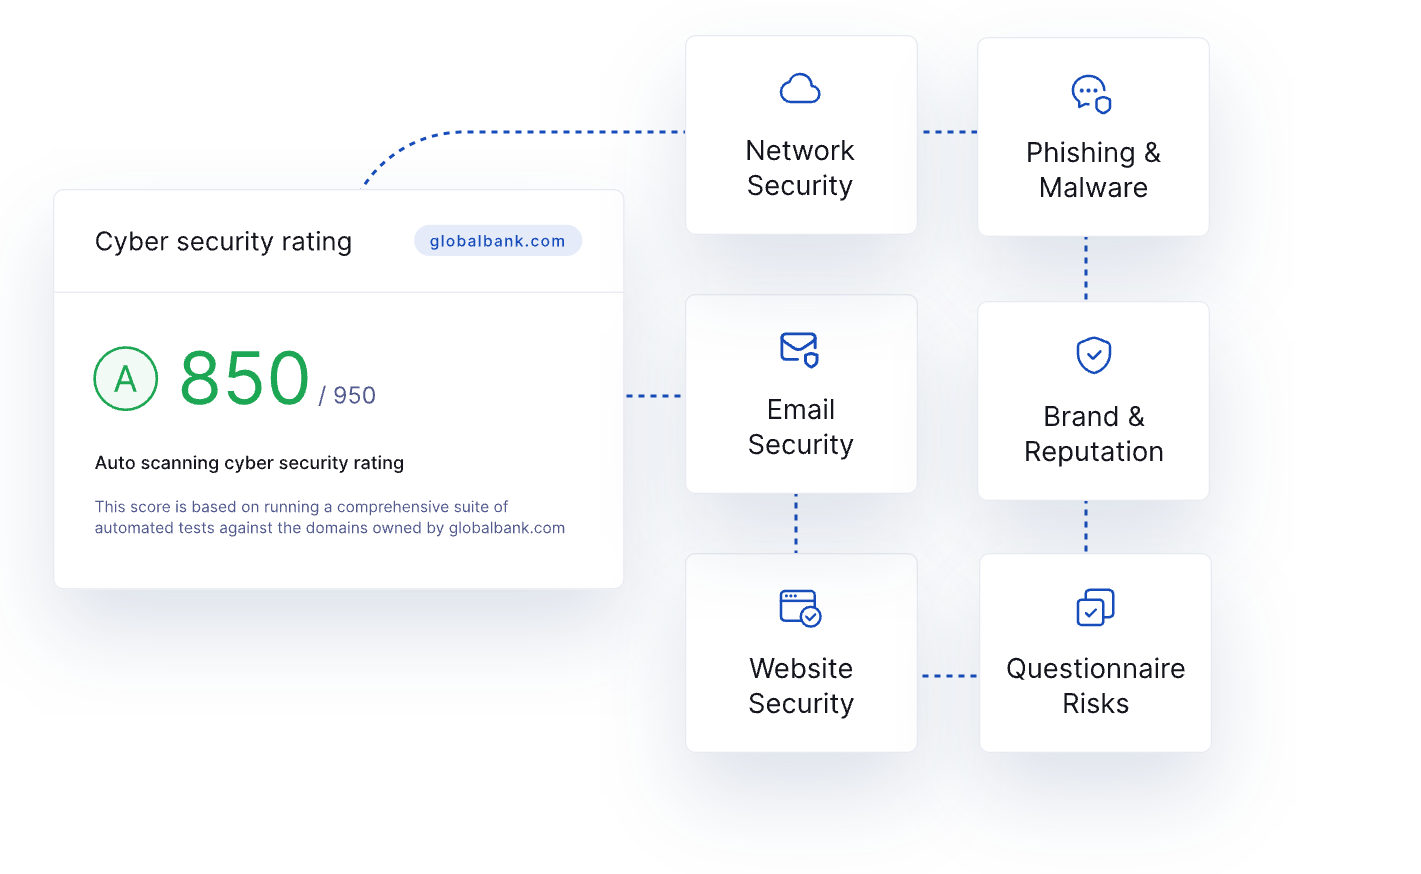 Cyber security rating
globalbank.com
A
850 / 950
Auto scanning cyber security rating
This score is based on running a comprehensive suite of
automated tests against the domains owned by globalbank.com
Network
Security
Phishing &
Malware
Email
Security
Brand &
Reputation
Website
Security
Questionnaire
Risks